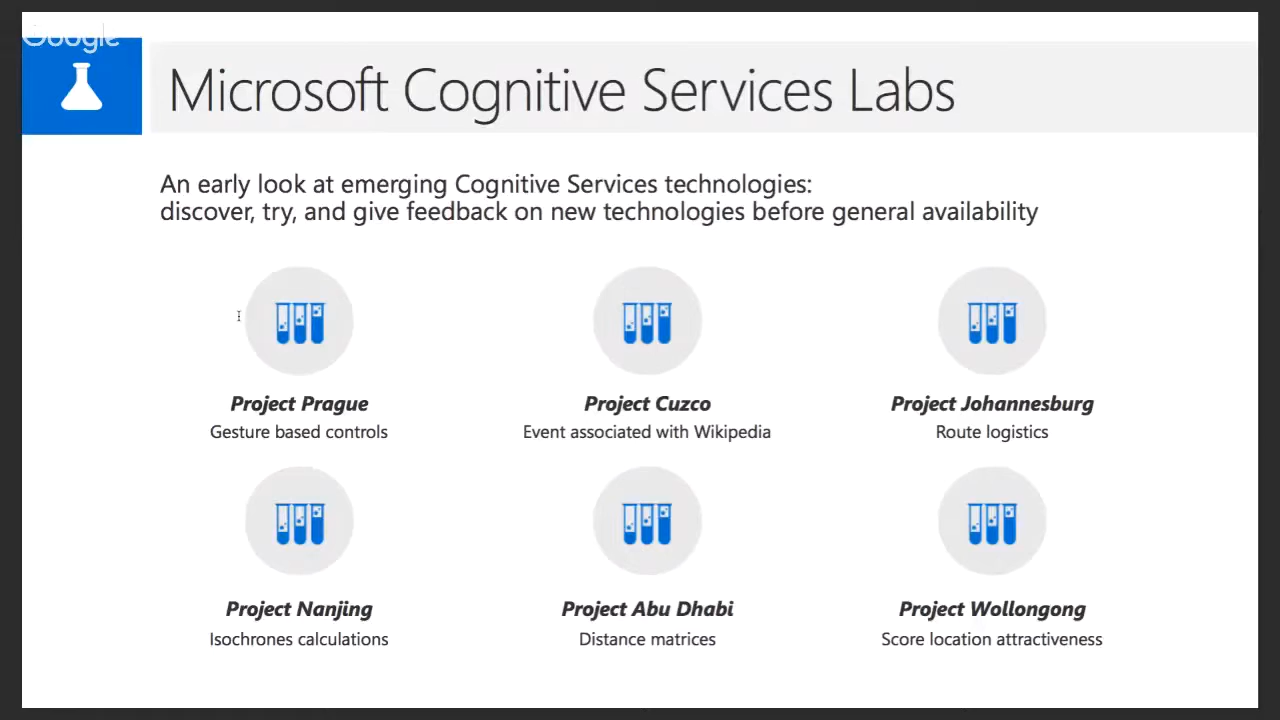 Google
Microsoft Cognitive Services Labs
An early look at emerging Cognitive Services technologies:
discover, try, and give feedback on new technologies before general availability
Project Prague
Gesture based controls
Project Cuzco
Event associated with Wikipedia
Project Johannesburg
Route logistics
Project Nanjing
Isochrones calculations
Project Abu Dhabi
Distance matrices
Project Wollongong
Score location attractiveness